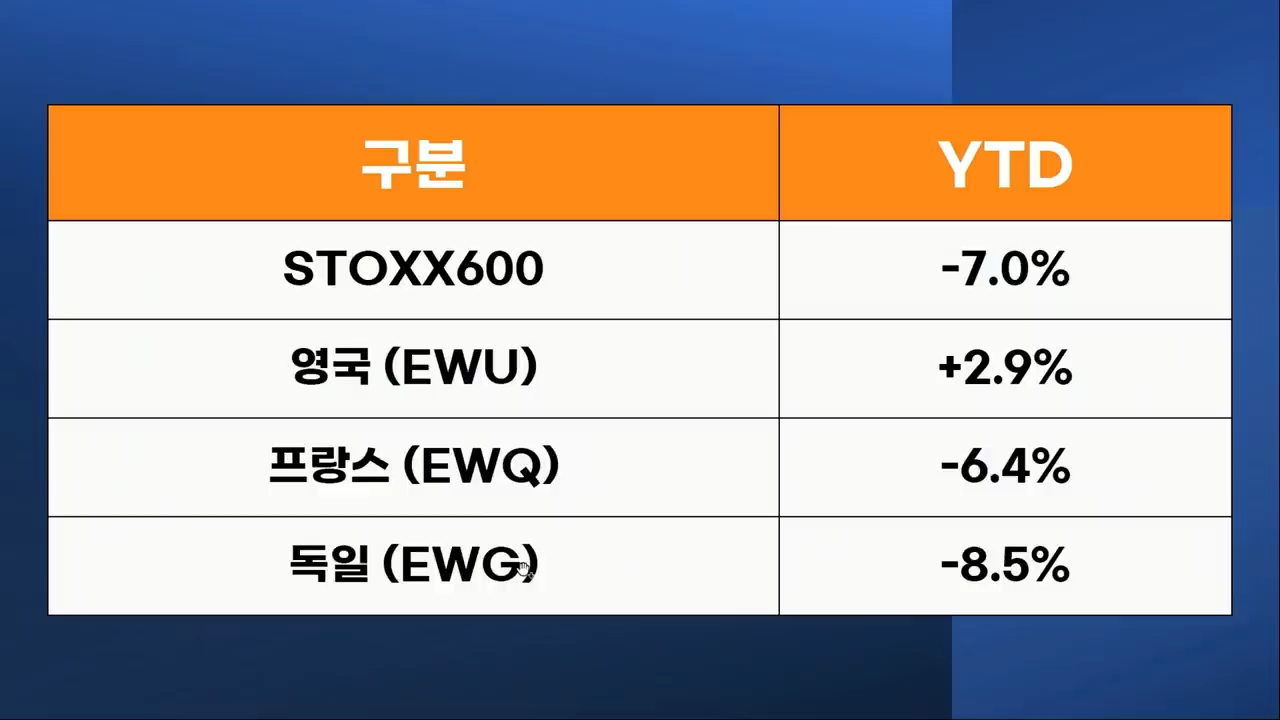 구분 YTD
STOXX600 -7.0%
영국 (EWU) +2.9%
프랑스 (EWQ) -6.4%
독일 (EWG) -8.5%